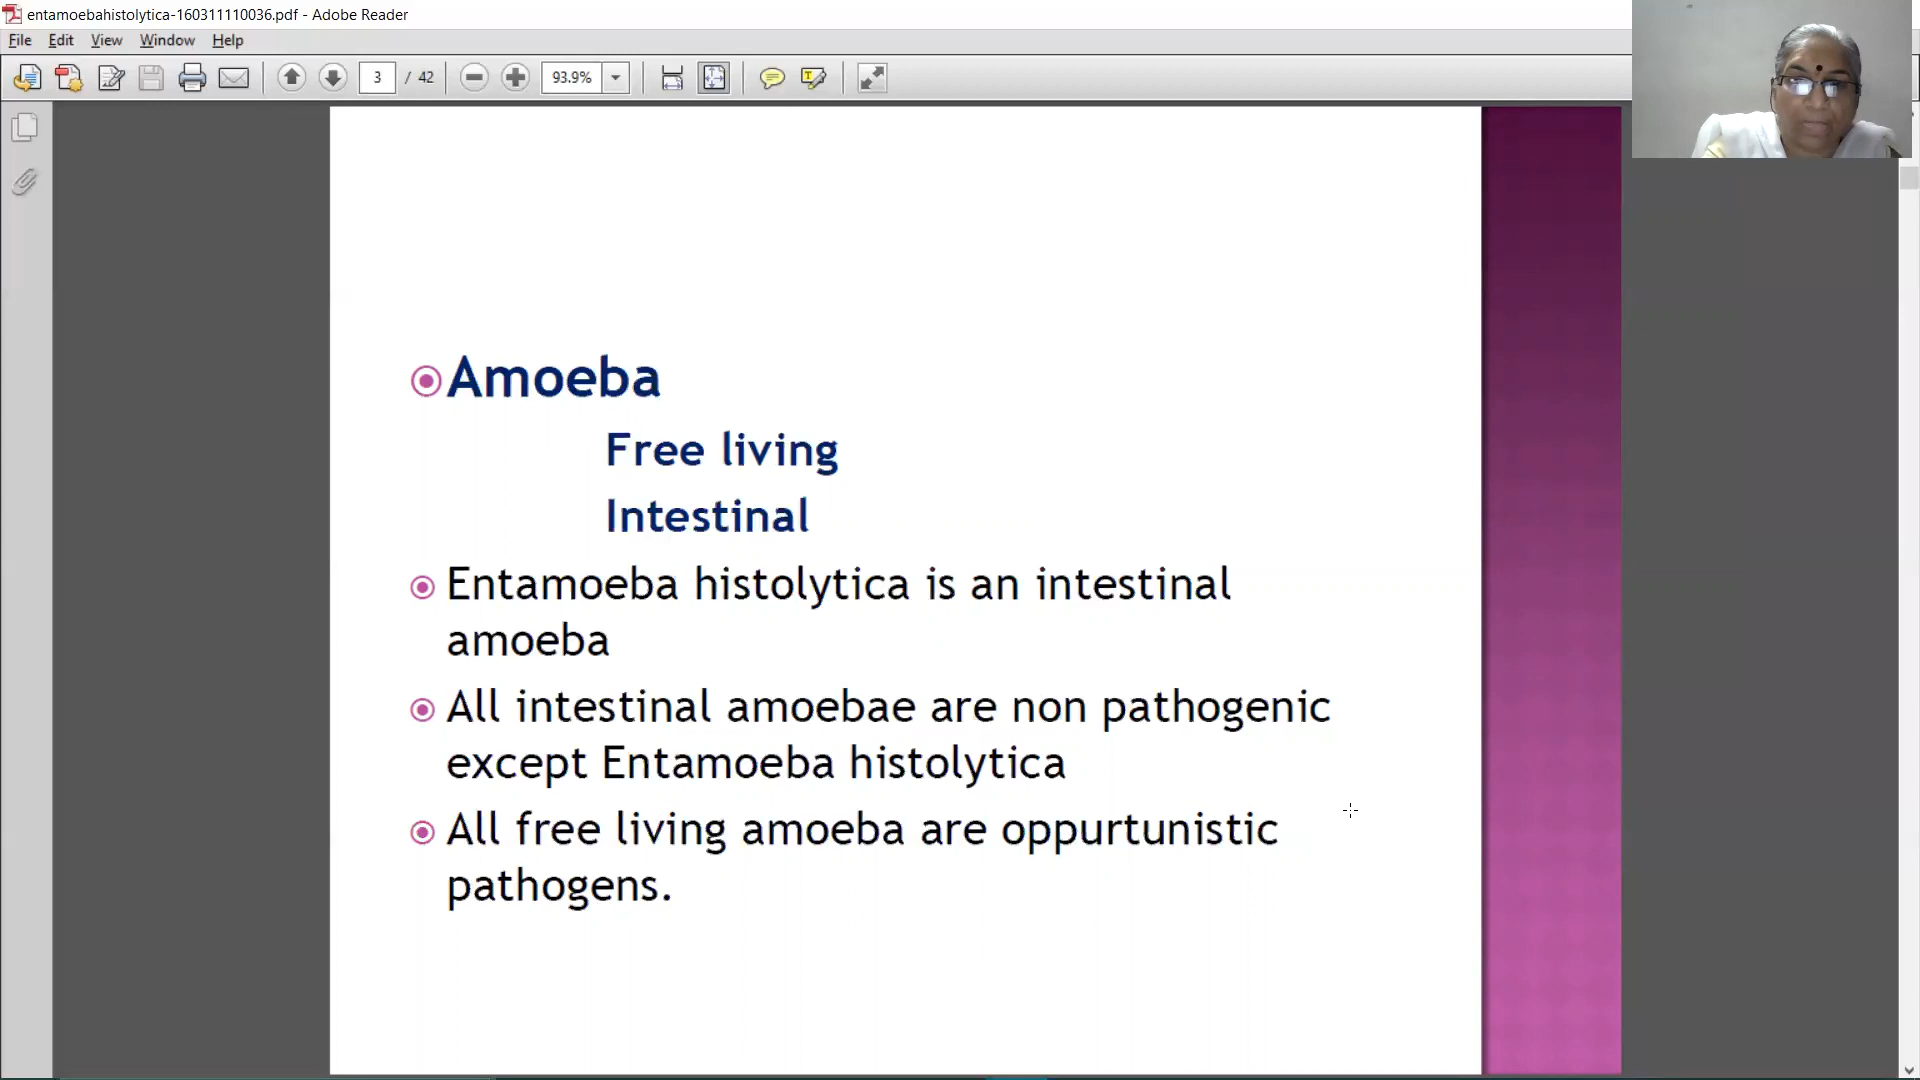 entamoebahistolytica-160311110036.pdf - Adobe Reader
File Edit View Window Help
3 / 42 93.9%
Amoeba
Free living
Intestinal
Entamoeba histolytica is an intestinal
amoeba
All intestinal amoebae are non pathogenic
except Entamoeba histolytica
All free living amoeba are oppurtunistic
pathogens.